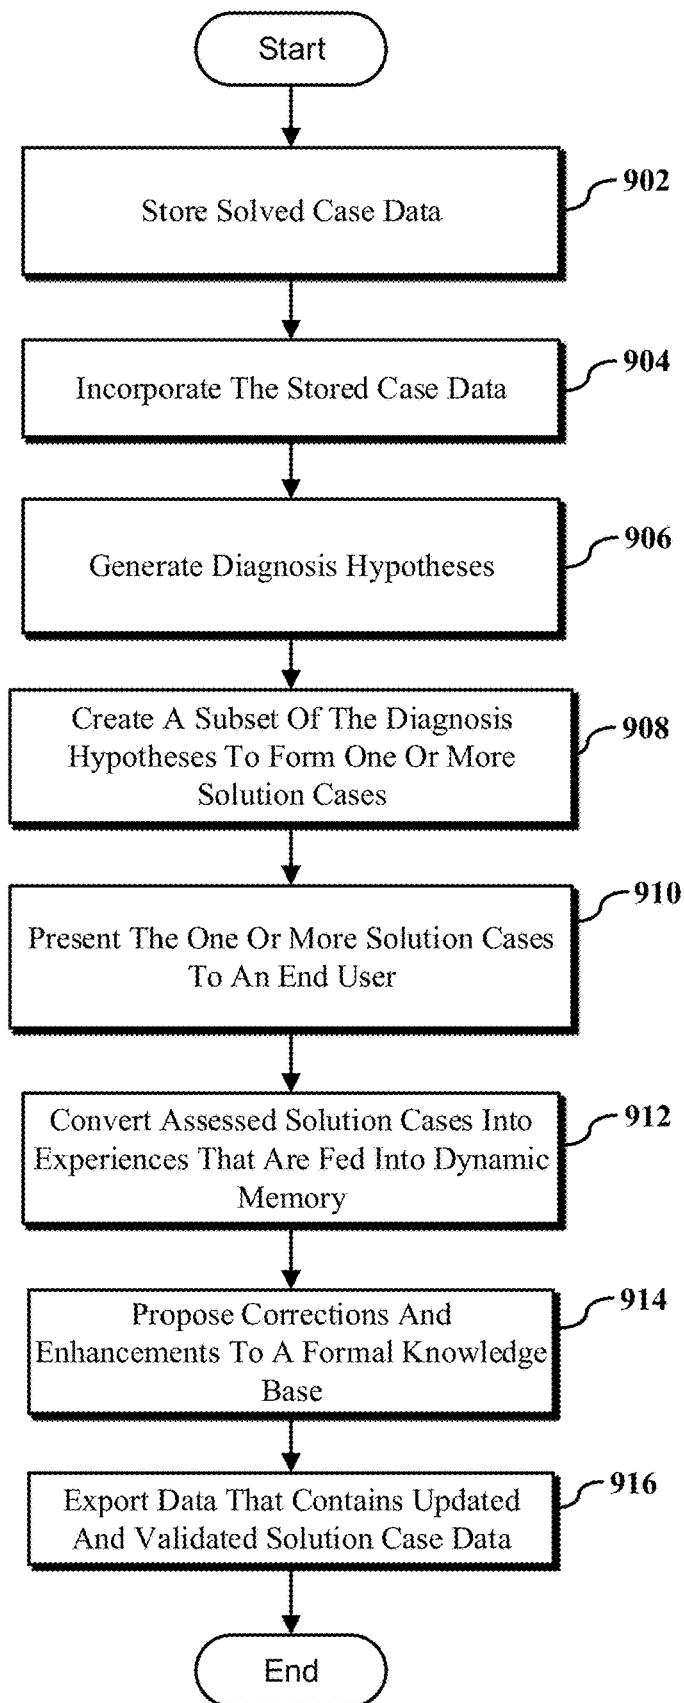 Start
902
Store Solved Case Data
904
Incorporate The Stored Case Data
906
Generate Diagnosis Hypotheses
908
Create A Subset Of The Diagnosis
Hypotheses To Form One Or More
Solution Cases
910
Present The One Or More Solution Cases
To An End User
912
Convert Assessed Solution Cases Into
Experiences That Are Fed Into Dynamic
Memory
914
Propose Corrections And
Enhancements To A Formal Knowledge
Base
916
Export Data That Contains Updated
And Validated Solution Case Data
End